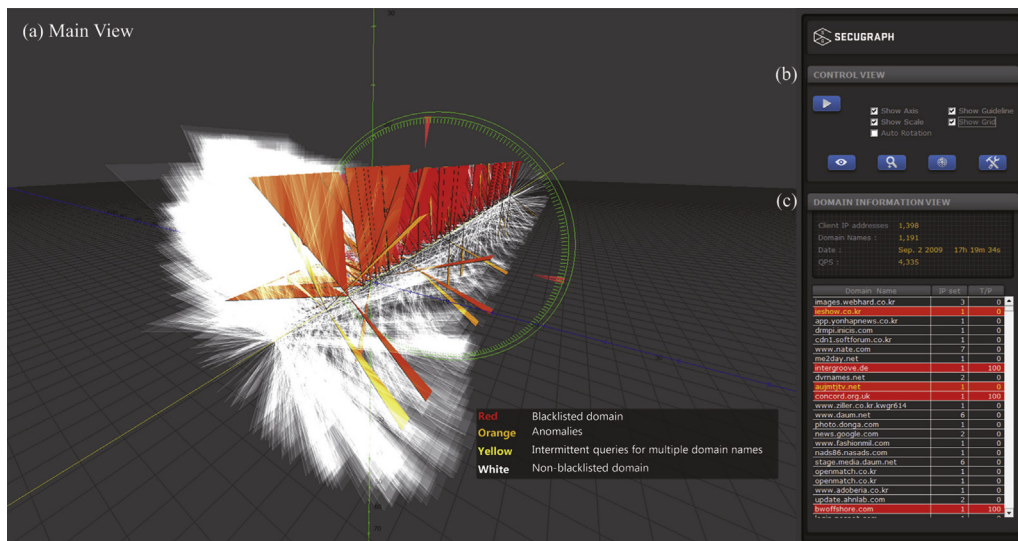 (a) Main View
Red Blacklisted domain
Orange Anomalies
Yellow Intermittent queries for multiple domain names
White Non-blacklisted domain
SECUGRAPH
(b)
CONTROL VIEW
Show Axis Show Guideline
Show Scale Show Grid
Auto Rotation
(c)
DOMAIN INFORMATION VIEW
Client IP addresses 1,398
Domain Names : 1,191
Date : Sep. 2 2009 17h 19m 34s
QPS : 4,335
Domain Name IP set T/P
images.webhard.co.kr 3 0
ieshow.co.kr 1 0
app.yonhapnews.co.kr 1 0
drmpi.inicis.com 1 0
cdn1.softforum.co.kr 1 0
www.nate.com 7 0
me2day.net 1 0
intergroove.de 1 100
dvrnames.net 2 0
aujmtjtv.net 1 0
concord.org.uk 1 100
www.ziller.co.kr.kwgr614 1 0
www.daum.net 6 0
photo.donga.com 1 0
news.google.com 2 0
www.fashionmil.com 1 0
nads86.nasads.com 1 0
stage.media.daum.net 6 0
openmatch.co.kr 1 0
openmatch.co.kr 1 0
www.adoberia.co.kr 1 0
update.ahnlab.com 2 0
bwoffshore.com 1 100